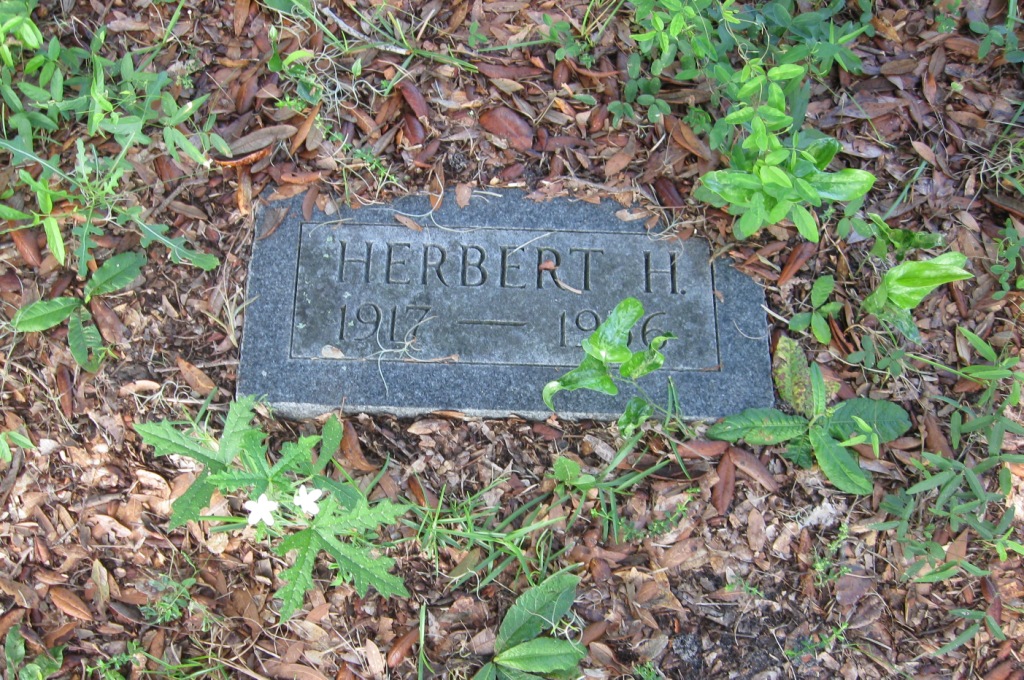 HERBERT H.
1917 —